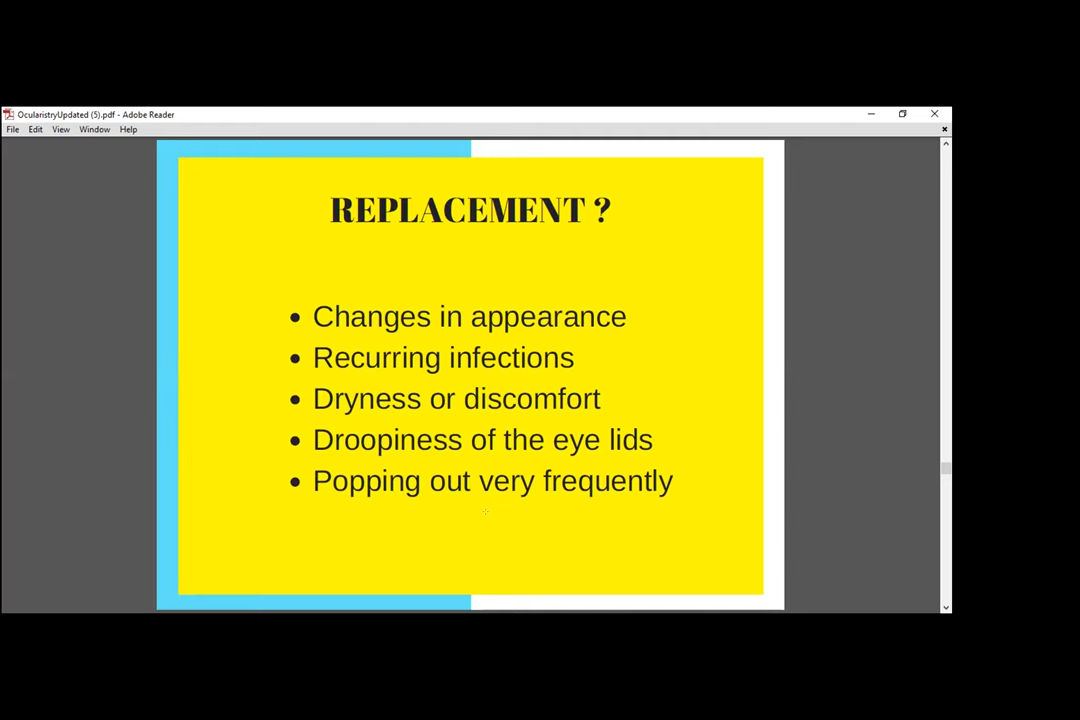 OcularistryUpdated (5).pdf - Adobe Reader
File Edit View Window Help
REPLACEMENT ?
• Changes in appearance
• Recurring infections
• Dryness or discomfort
• Droopiness of the eye lids
• Popping out very frequently